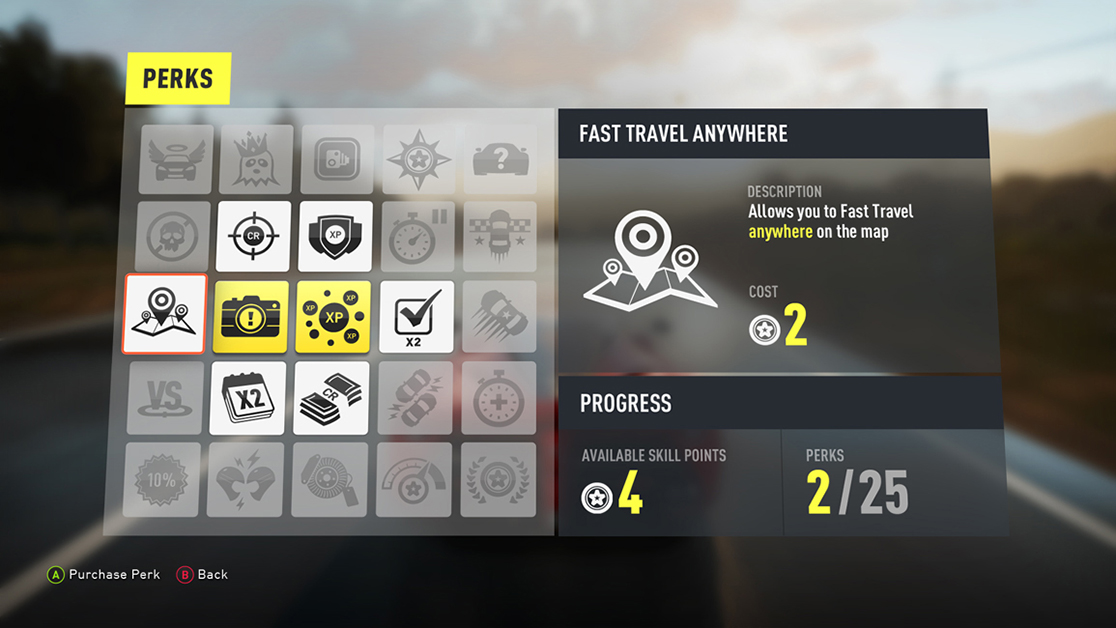 PERKS
FAST TRAVEL ANYWHERE
?
DESCRIPTION
Allows you to Fast Travel
anywhere on the map
CR
XP
COST
2
XP
XP
XP
XP
X2
VS
X2
CR
PROGRESS
AVAILABLE SKILL POINTS
PERKS
10%
4
2/25
A Purchase Perk B Back